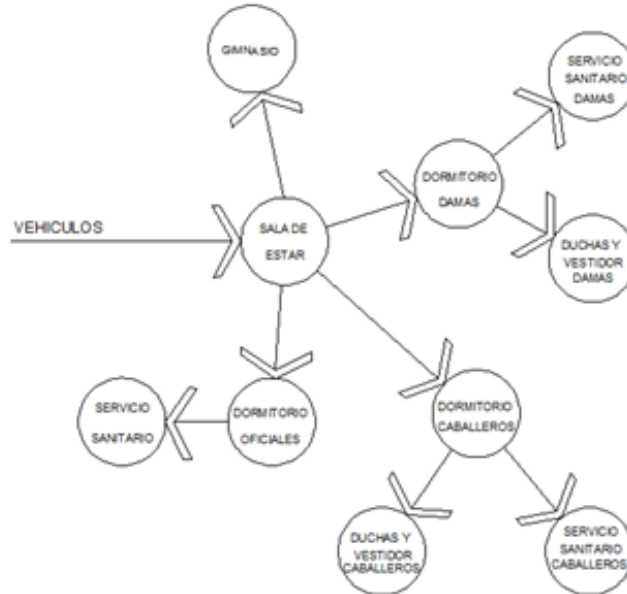 GIMNASIO
SERVICIO
SANITARIO
DAMAS
DORMITORIO
DAMAS
VEHICULOS
SALA DE
ESTAR
DUCHAS Y
VESTIDOR
DAMAS
SERVICIO
SANITARIO
DORMITORIO
OFICIALES
DORMITORIO
CABALLEROS
DUCHAS Y
VESTIDOR
CABALLEROS
SERVICIO
SANITARIO
CABALLEROS